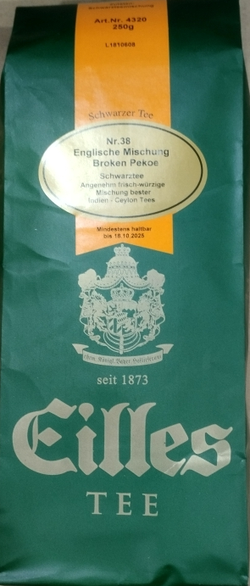 Art.Nr. 4320
250g
L1810608
Schwarzer Tee
Nr.38
Englische Mischung
Broken Pekoe
Schwarztee
Angenehm frisch-würzige
Mischung bester
Indien - Ceylon Tees
Mindestens haltbar
bis 18.10.2025
seit 1873
Eilles
TEE